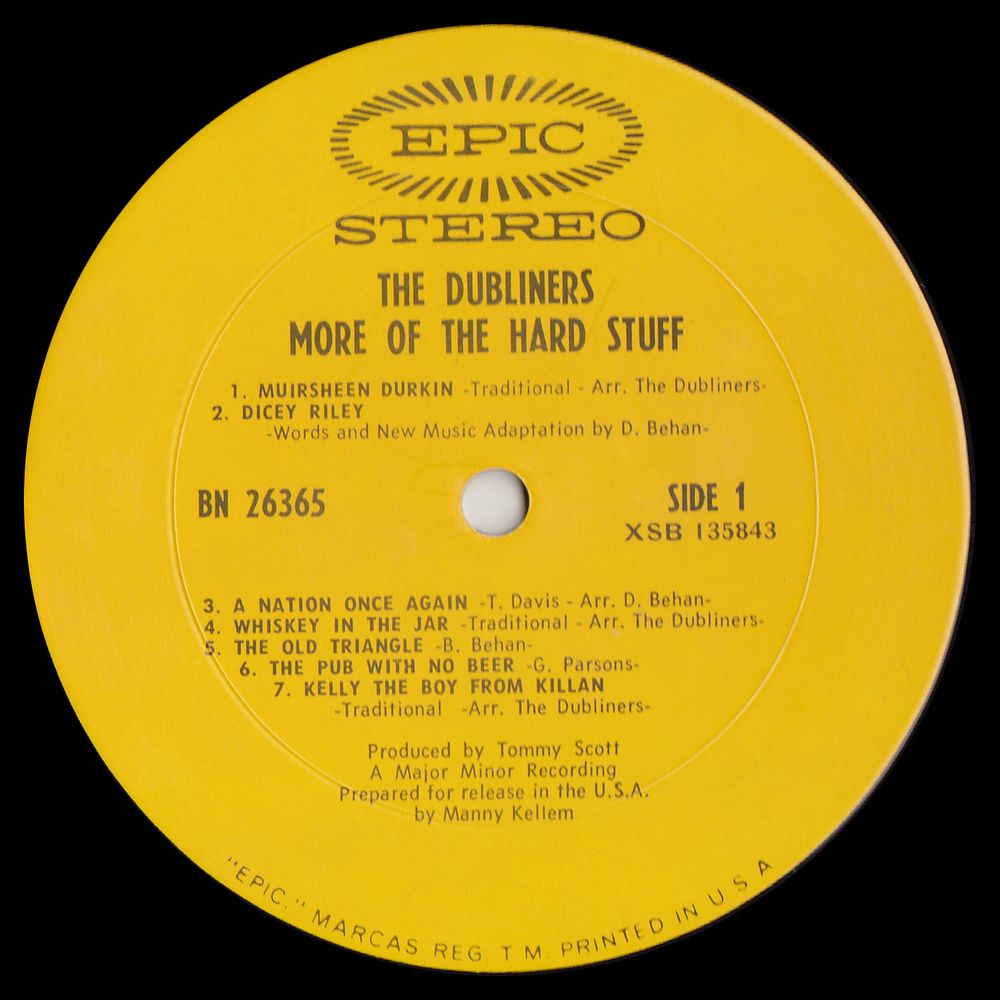 EPIC
STEREO
THE DUBLINERS
MORE OF THE HARD STUFF
1. MUIRSHEEN DURKIN -Traditional - Arr. The Dubliners-
2. DICEY RILEY
-Words and New Music Adaptation by D. Behan-
BN 26365
SIDE 1
XSB 135843
3. A NATION ONCE AGAIN -T. Davis - Arr. D. Behan-
4. WHISKEY IN THE JAR -Traditional - Arr. The Dubliners-
5. THE OLD TRIANGLE -B. Behan-
6. THE PUB WITH NO BEER -G. Parsons-
7. KELLY THE BOY FROM KILLAN
-Traditional -Arr. The Dubliners-
Produced by Tommy Scott
A Major Minor Recording
Prepared for release in the U.S.A.
by Manny Kellem
"EPIC." MARCAS REG. T M. PRINTED IN U S A